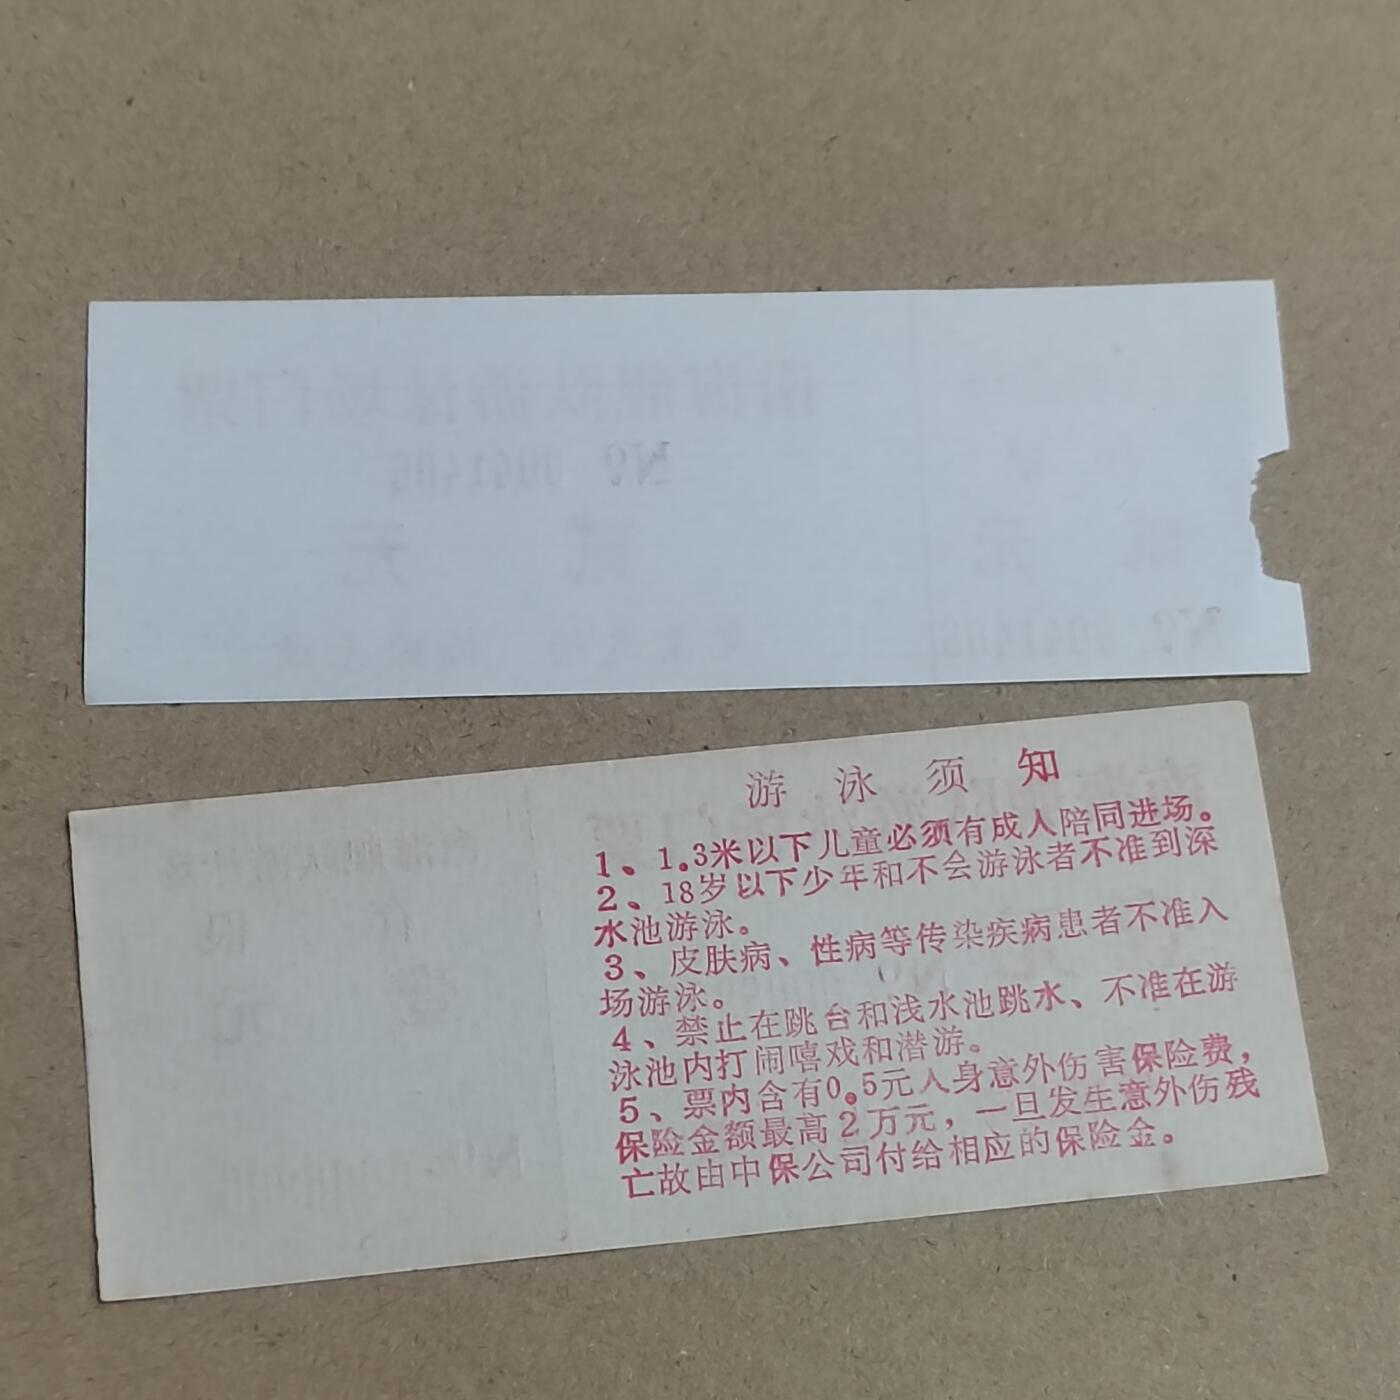 游泳须知
1、1.3米以下儿童必须有成人陪同进场。
2、18岁以下少年和不会游泳者不准到深
水池游泳。
3、皮肤病、性病等传染疾病患者不准入
场游泳。
4、禁止在跳台和浅水池跳水、不准在游
泳池内打闹嘻戏和潜游。
5、票内含有0.5元人身意外伤害保险费，
保险金额最高2万元，一旦发生意外伤残
亡故由中保公司付给相应的保险金。